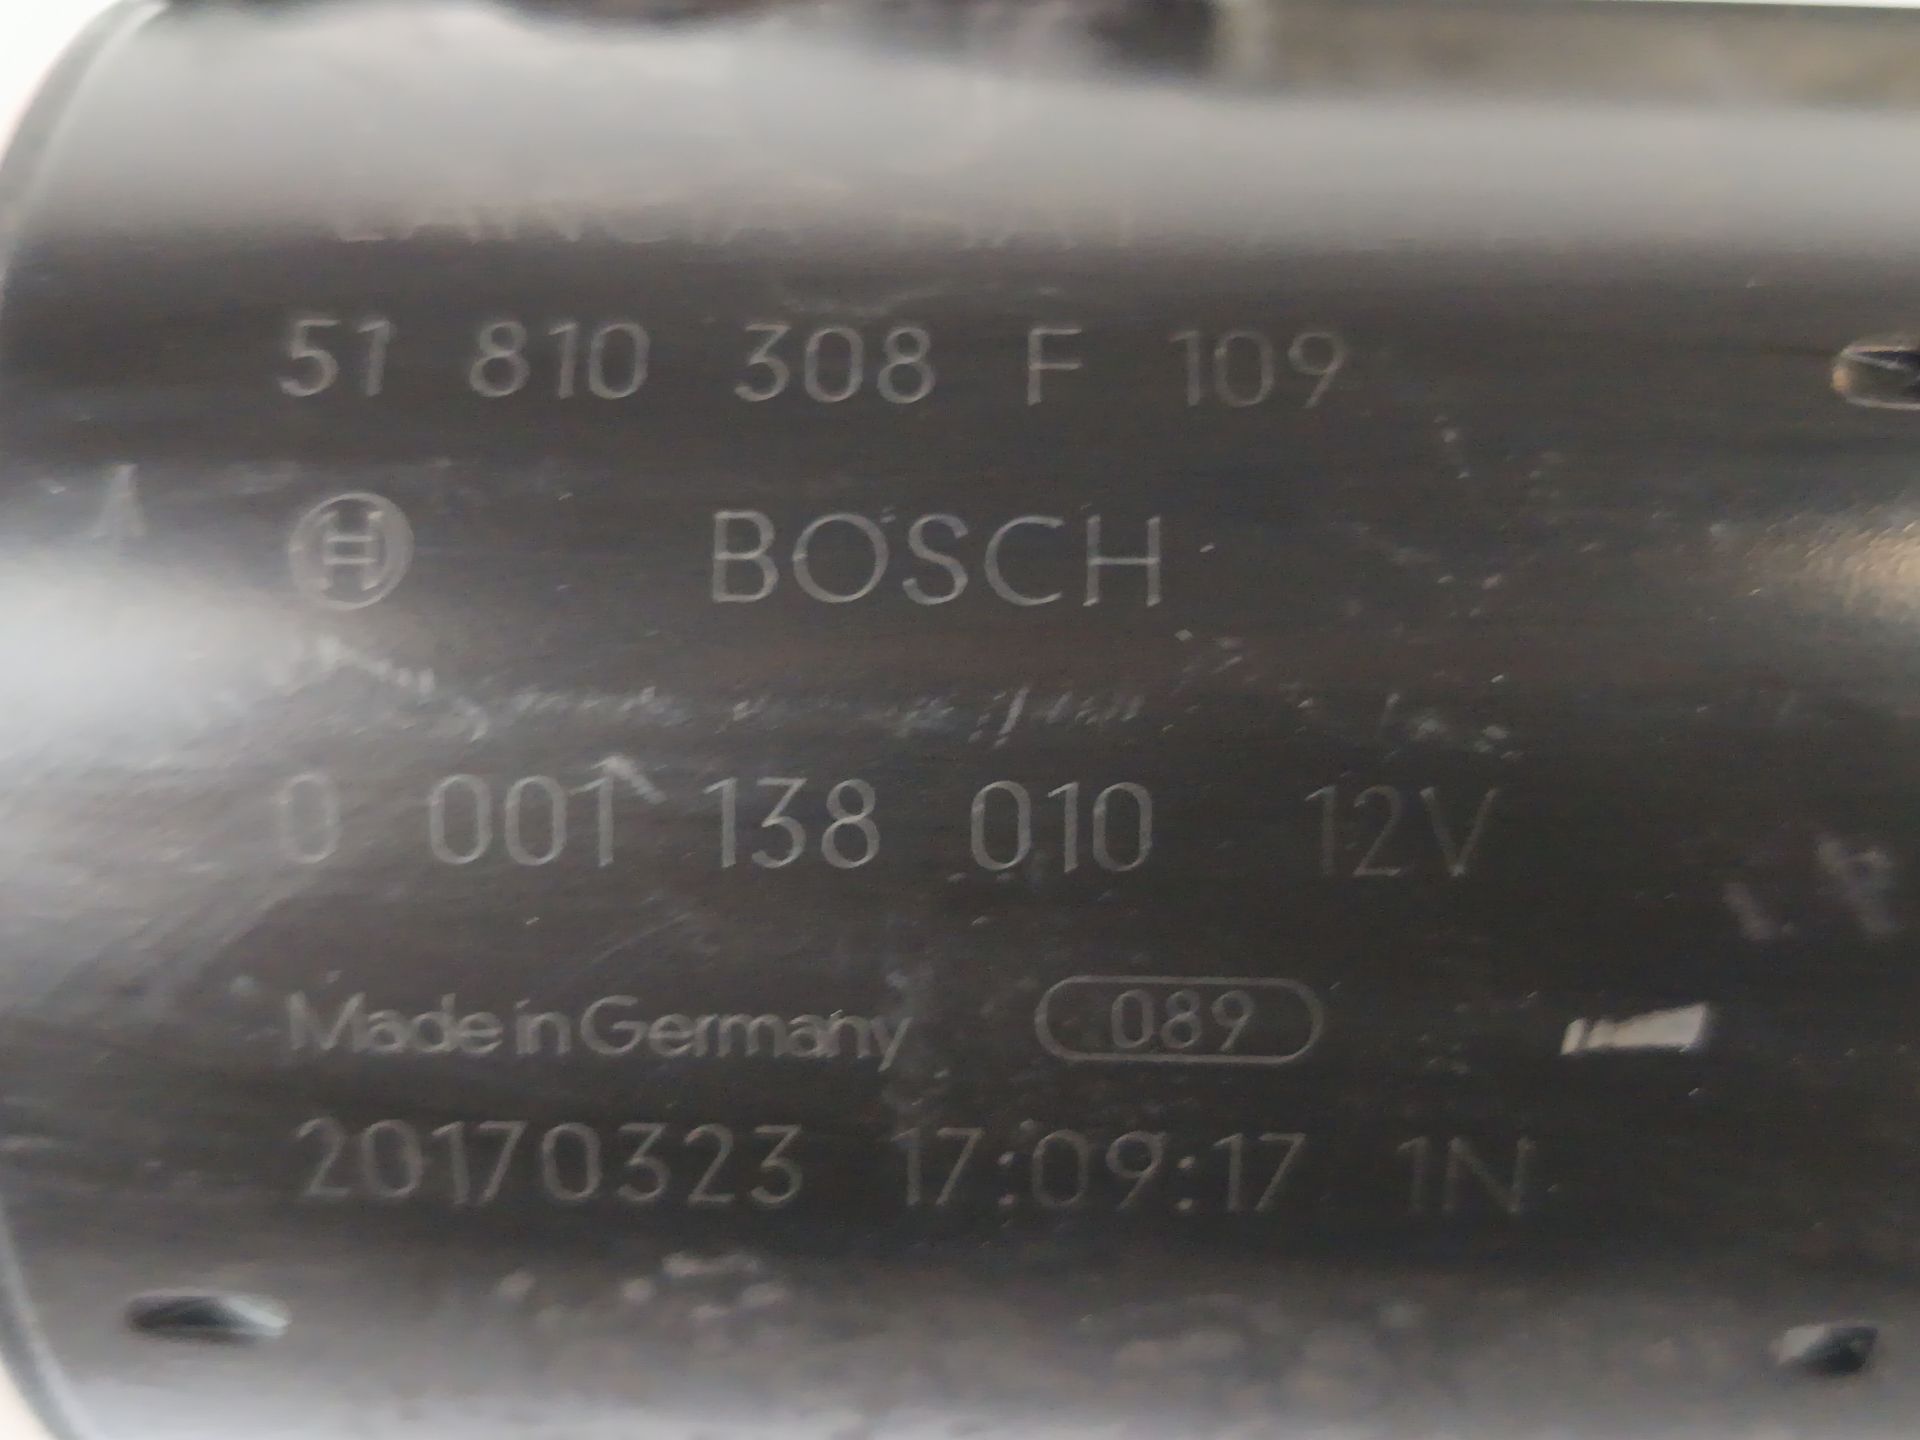 51 810 308 F 109
BOSCH
0 001 138 010 12V
Made in Germany 089
20170323 17:09:17 1N